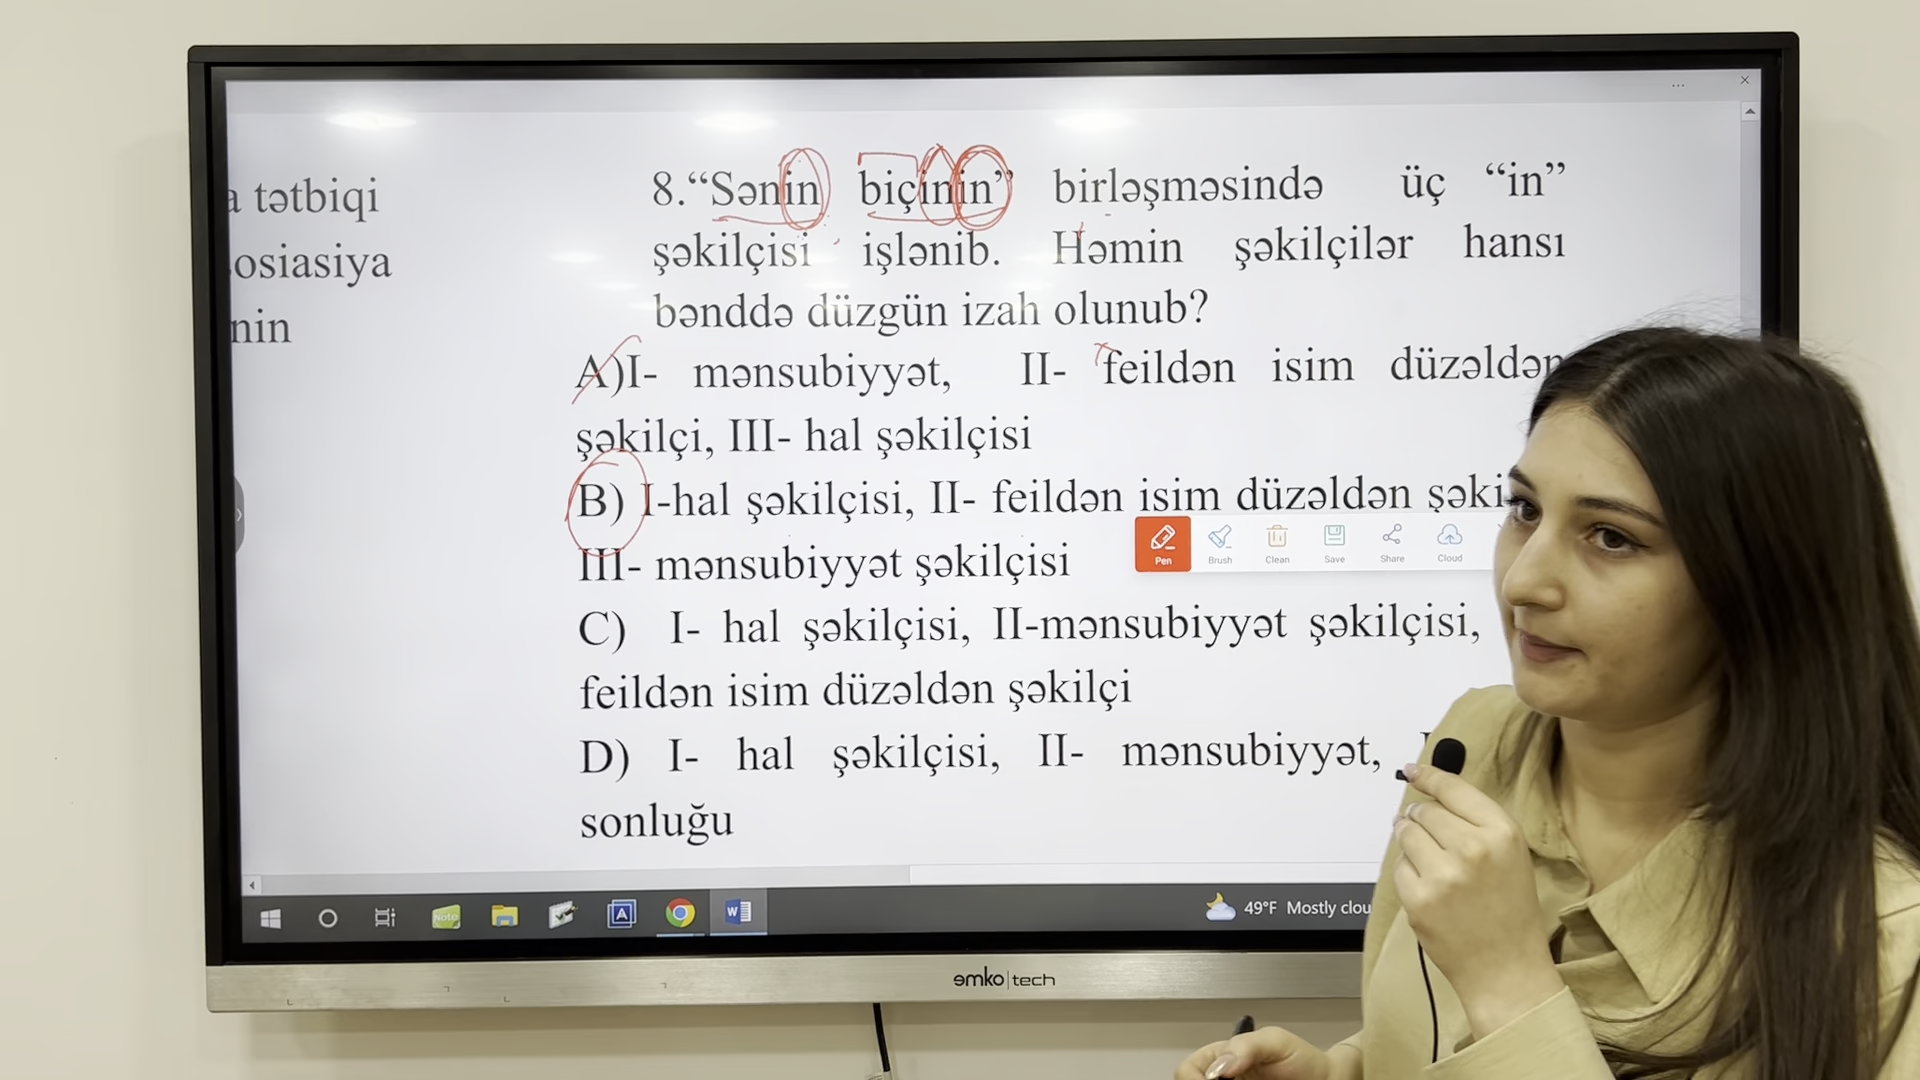 a tətbiqi
osiasiya
nin
8.“Sənin biçinin” birləşməsində üç “in”
şəkilçisi işlənib. Həmin şəkilçilər hansı
bənddə düzgün izah olunub?
A)I- mənsubiyyət, II- feildən isim düzəldən
şəkilçi, III- hal şəkilçisi
B) I-hal şəkilçisi, II- feildən isim düzəldən şəki
III- mənsubiyyət şəkilçisi
Pen Brush Clean Save Share Cloud
C) I- hal şəkilçisi, II-mənsubiyyət şəkilçisi,
feildən isim düzəldən şəkilçi
D) I- hal şəkilçisi, II- mənsubiyyət,
sonluğu
Note A W 49°F Mostly clou
əmko tech